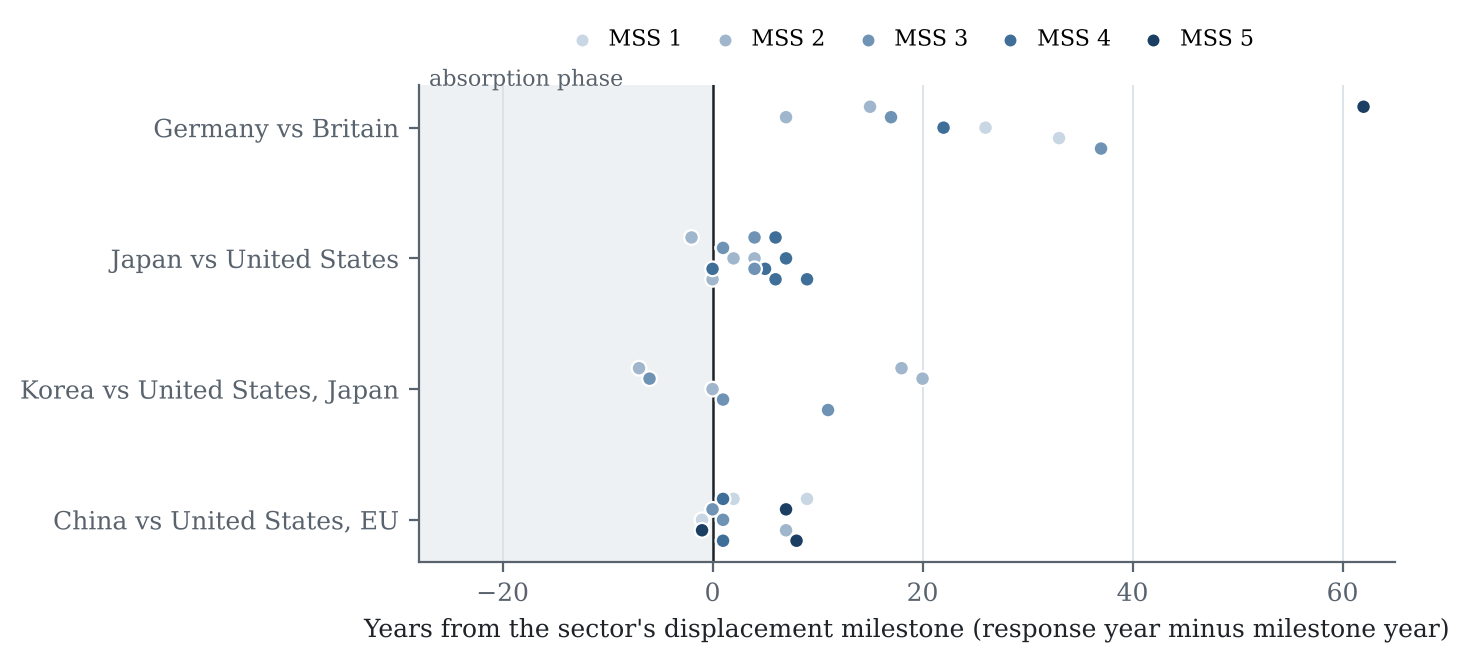 MSS 1 MSS 2 MSS 3 MSS 4 MSS 5
absorption phase
Germany vs Britain
Japan vs United States
Korea vs United States, Japan
China vs United States, EU
−20 0 20 40 60
Years from the sector's displacement milestone (response year minus milestone year)